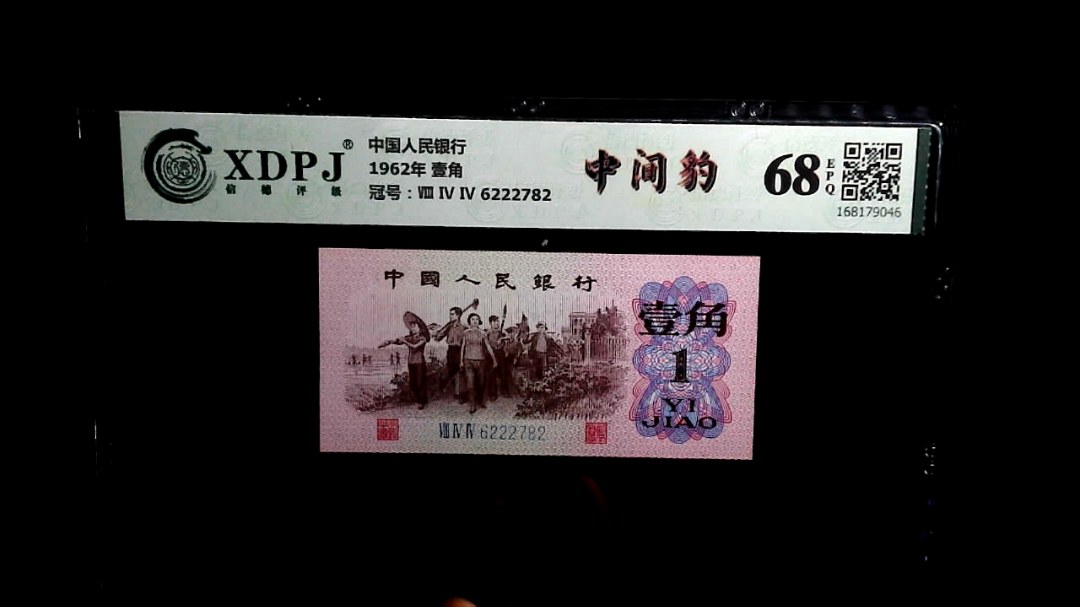 XDPJ®
信德评级
中国人民银行
1962年 壹角
冠号：Ⅷ Ⅳ Ⅳ 6222782
中间豹
68
EPQ
168179046
中國人民銀行
壹角
1
YI
JIAO
Ⅷ Ⅳ Ⅳ 6222782